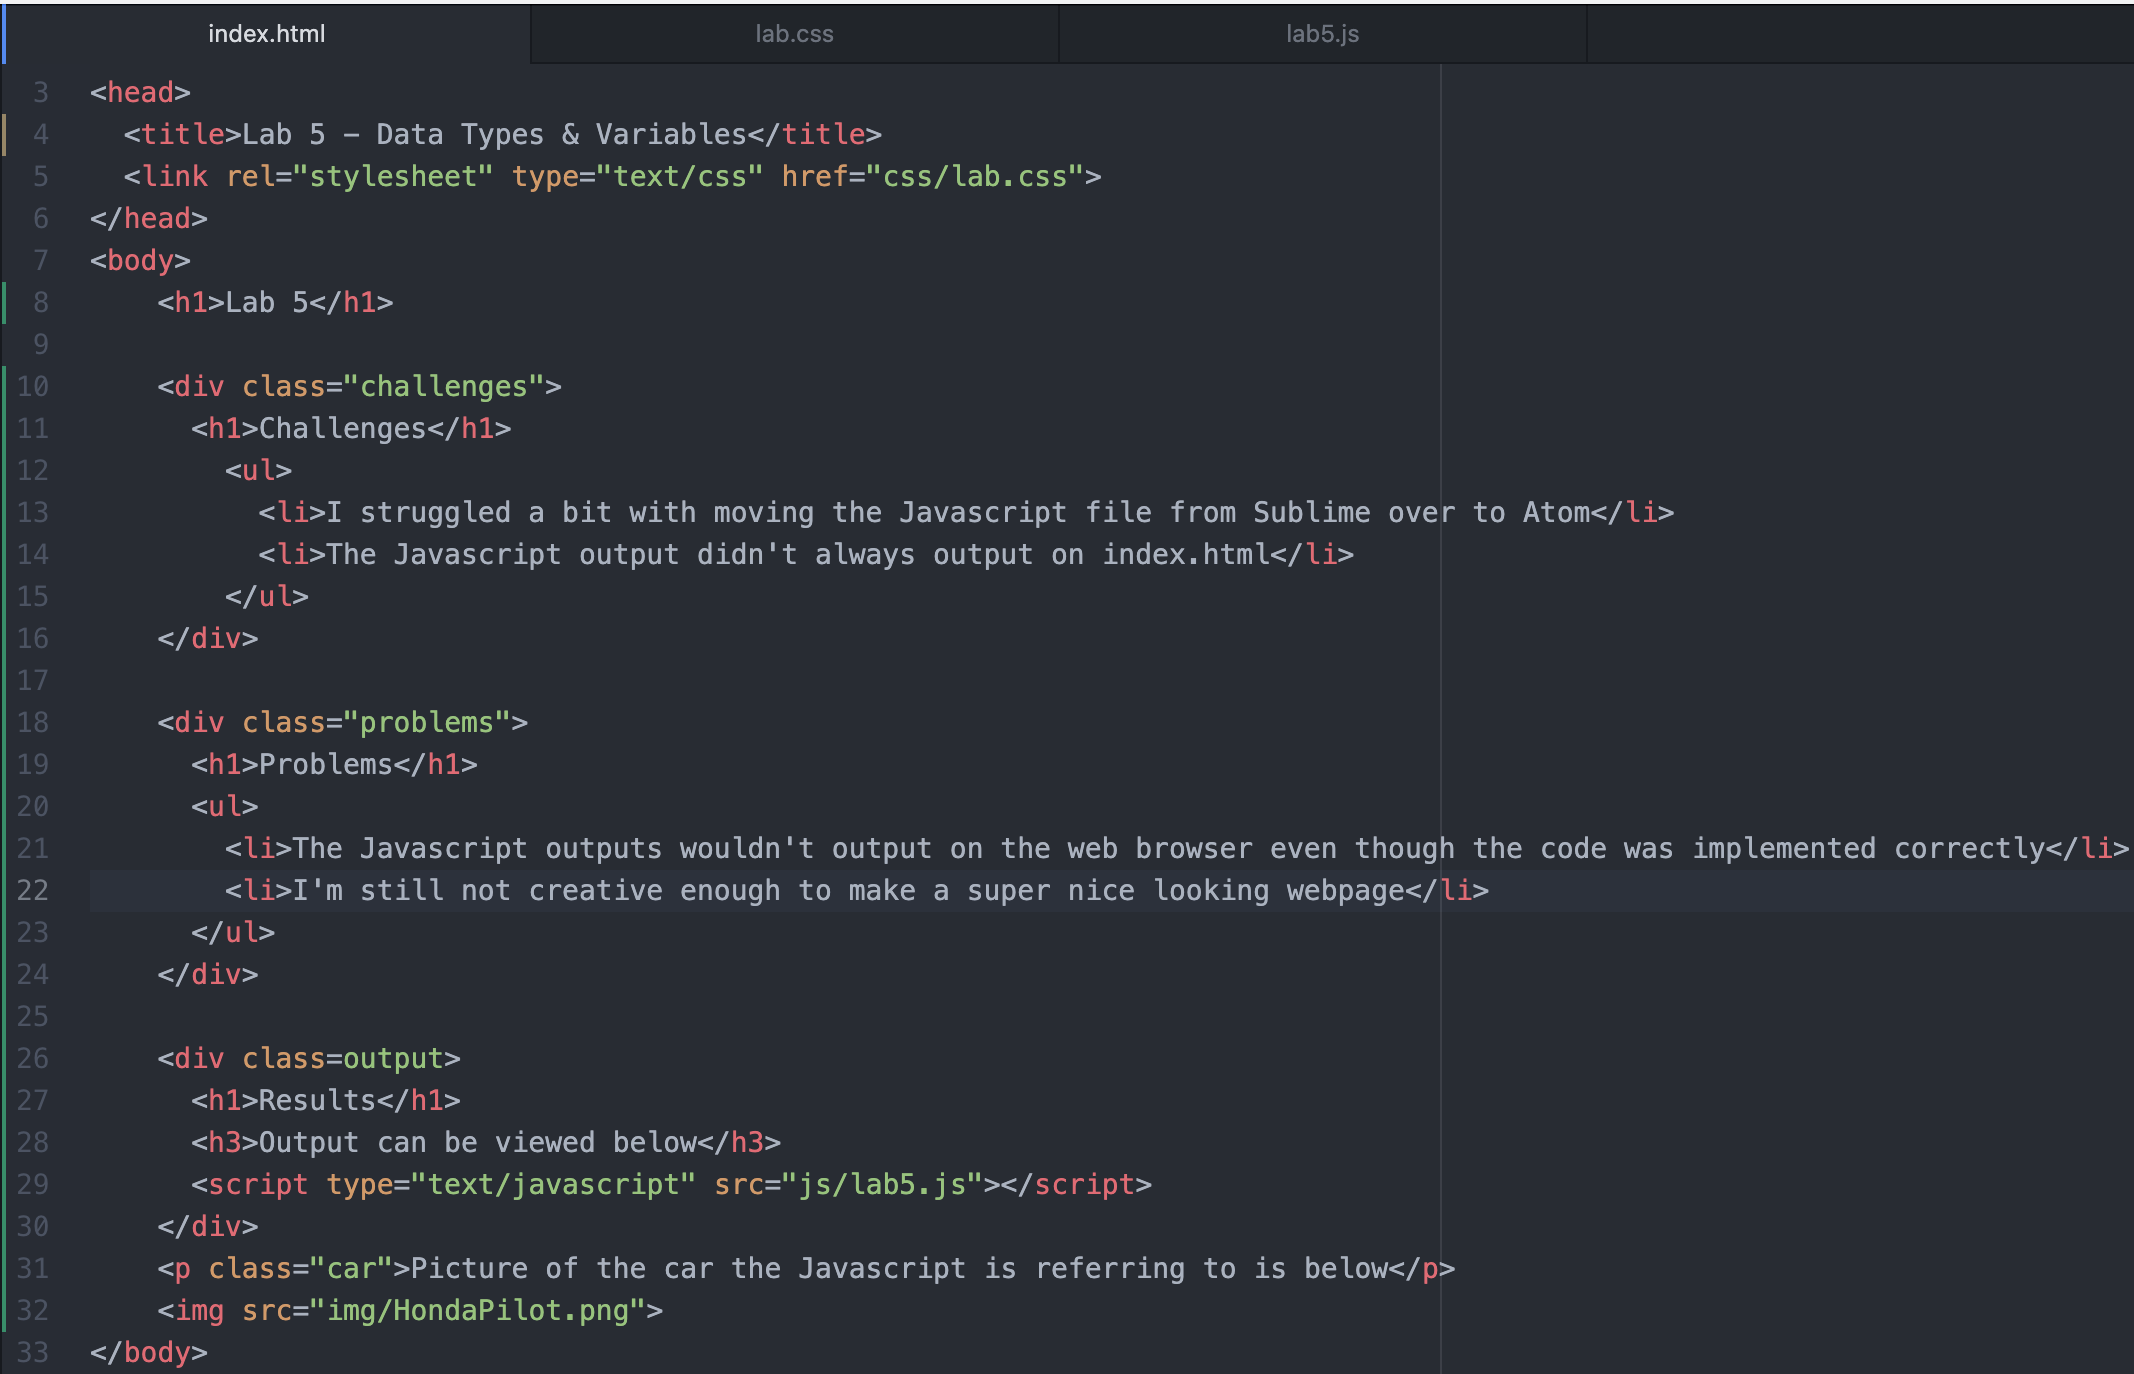 index.html lab.css lab5.js
3 <head>
4 <title>Lab 5 - Data Types & Variables</title>
5 <link rel="stylesheet" type="text/css" href="css/lab.css">
6 </head>
7 <body>
8 <h1>Lab 5</h1>
9
10 <div class="challenges">
11 <h1>Challenges</h1>
12 <ul>
13 <li>I struggled a bit with moving the Javascript file from Sublime over to Atom</li>
14 <li>The Javascript output didn't always output on index.html</li>
15 </ul>
16 </div>
17
18 <div class="problems">
19 <h1>Problems</h1>
20 <ul>
21 <li>The Javascript outputs wouldn't output on the web browser even though the code was implemented correctly</li>
22 <li>I'm still not creative enough to make a super nice looking webpage</li>
23 </ul>
24 </div>
25
26 <div class=output>
27 <h1>Results</h1>
28 <h3>Output can be viewed below</h3>
29 <script type="text/javascript" src="js/lab5.js"></script>
30 </div>
31 <p class="car">Picture of the car the Javascript is referring to is below</p>
32 <img src="img/HondaPilot.png">
33 </body>